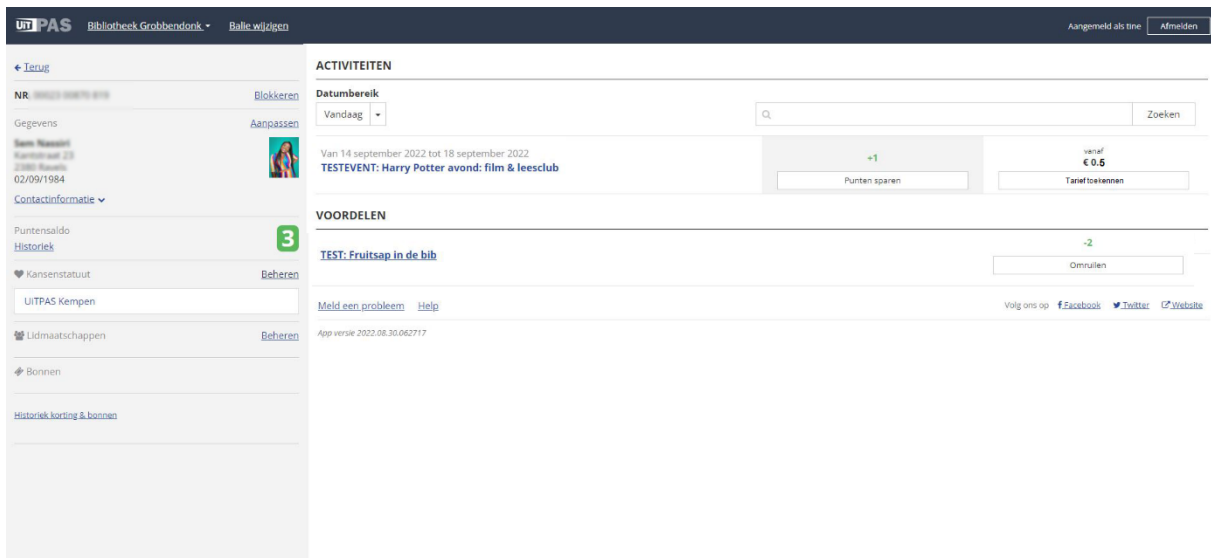 UiTPAS Bibliotheek Grobbendonk Balie wijzigen Aangemeld als tine Afmelden
Terug
NR. Blokkeren
Gegevens Aanpassen
02/09/1984
Contactinformatie
Puntensaldo
Historiek
3
Kansenstatuut Beheren
UiTPAS Kempen
Lidmaatschappen Beheren
Bonnen
Historiek korting & bonnen
ACTIVITEITEN
Datumbereik
Vandaag Zoeken
Van 14 september 2022 tot 18 september 2022
TESTEVENT: Harry Potter avond: film & leesclub
+1
Punten sparen
vanaf
€ 0.5
Tarief toekennen
VOORDELEN
TEST: Fruitsap in de bib
-2
Omruilen
Meld een probleem Help Volg ons op Facebook Twitter Website
App versie 2022.08.30.062717